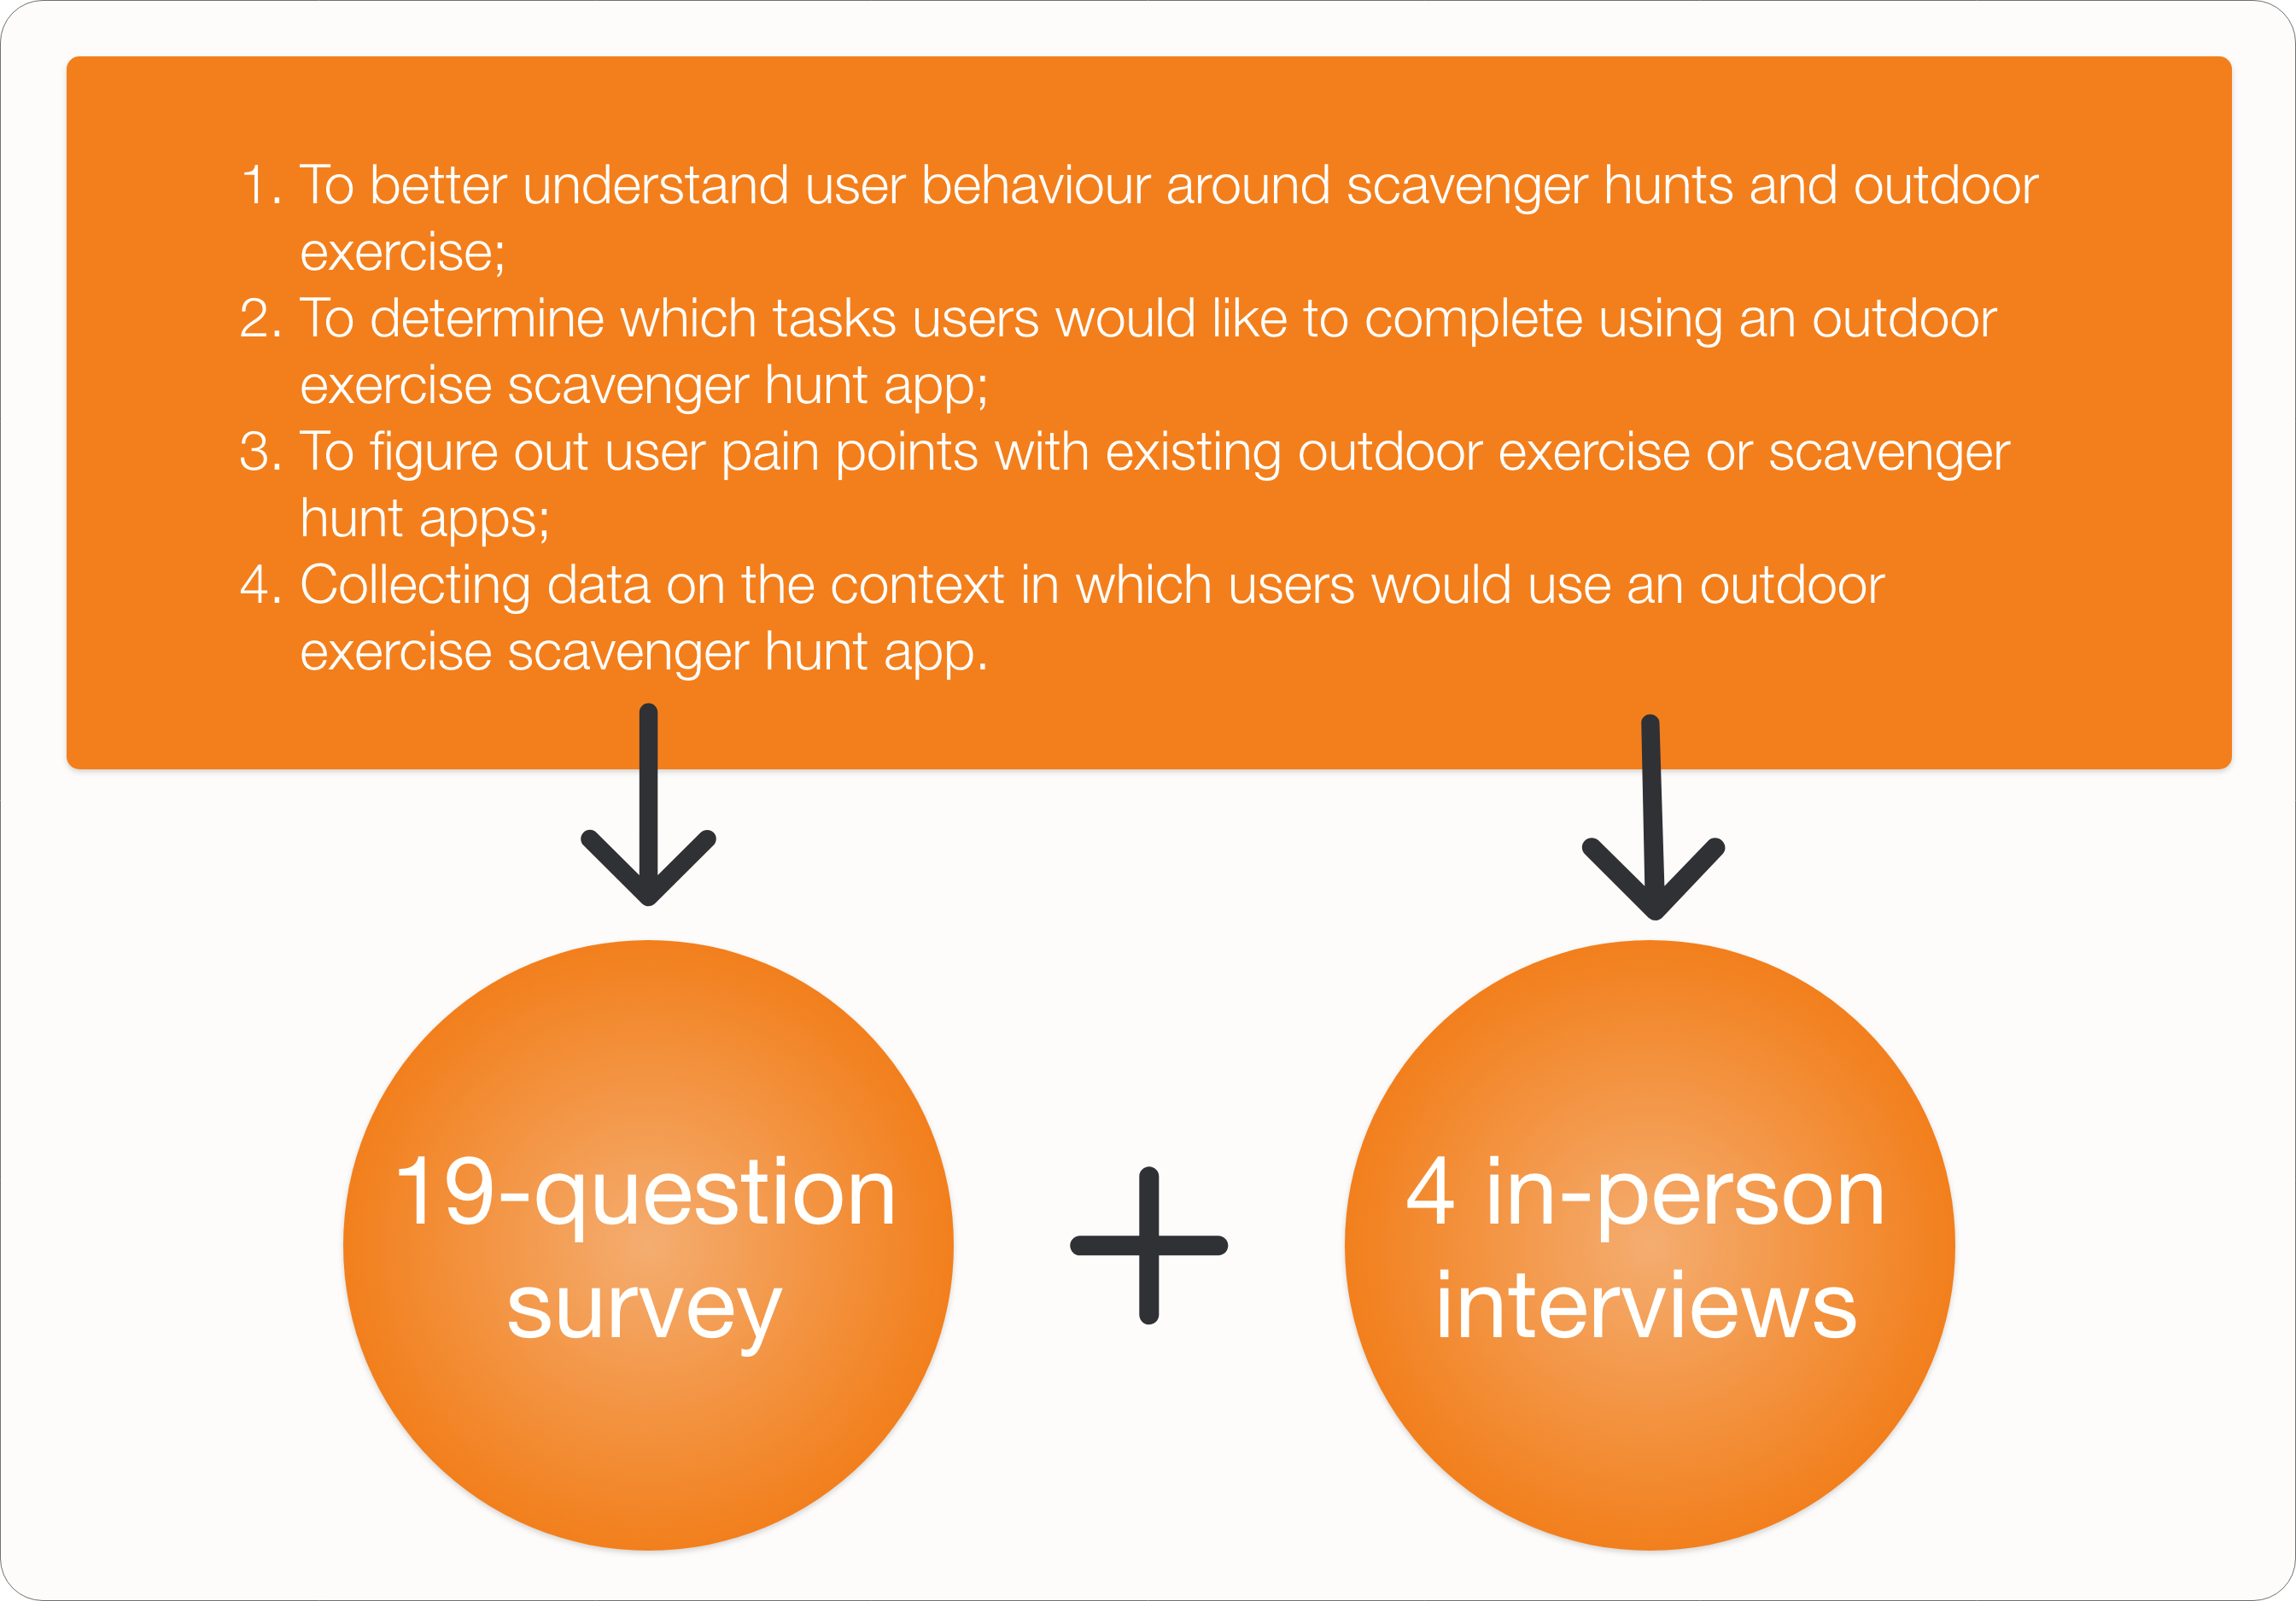 1. To better understand user behaviour around scavenger hunts and outdoor
exercise;
2. To determine which tasks users would like to complete using an outdoor
exercise scavenger hunt app;
3. To figure out user pain points with existing outdoor exercise or scavenger
hunt apps;
4. Collecting data on the context in which users would use an outdoor
exercise scavenger hunt app.
19-question
survey
4 in-person
interviews